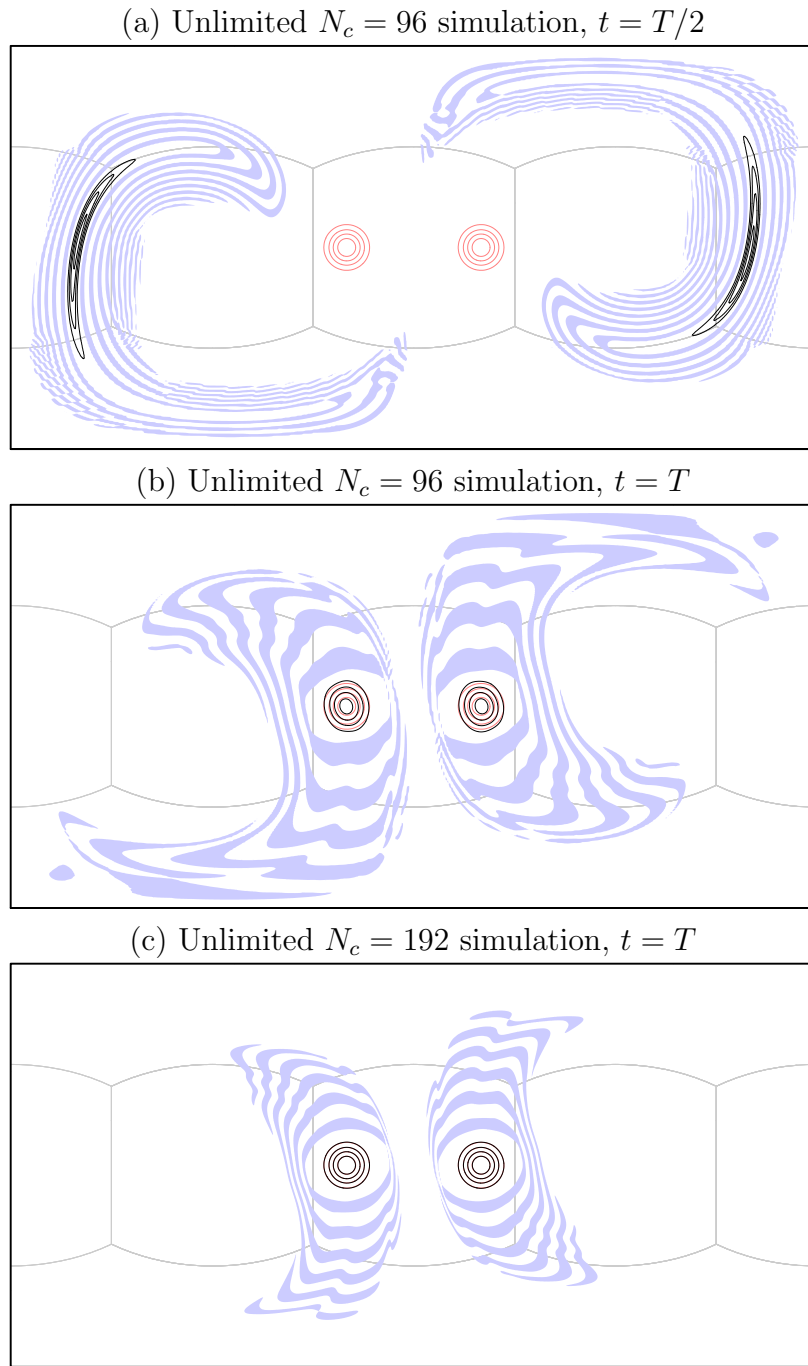 (a) Unlimited $N_c = 96$ simulation, $t = T/2$
(b) Unlimited $N_c = 96$ simulation, $t = T$
(c) Unlimited $N_c = 192$ simulation, $t = T$